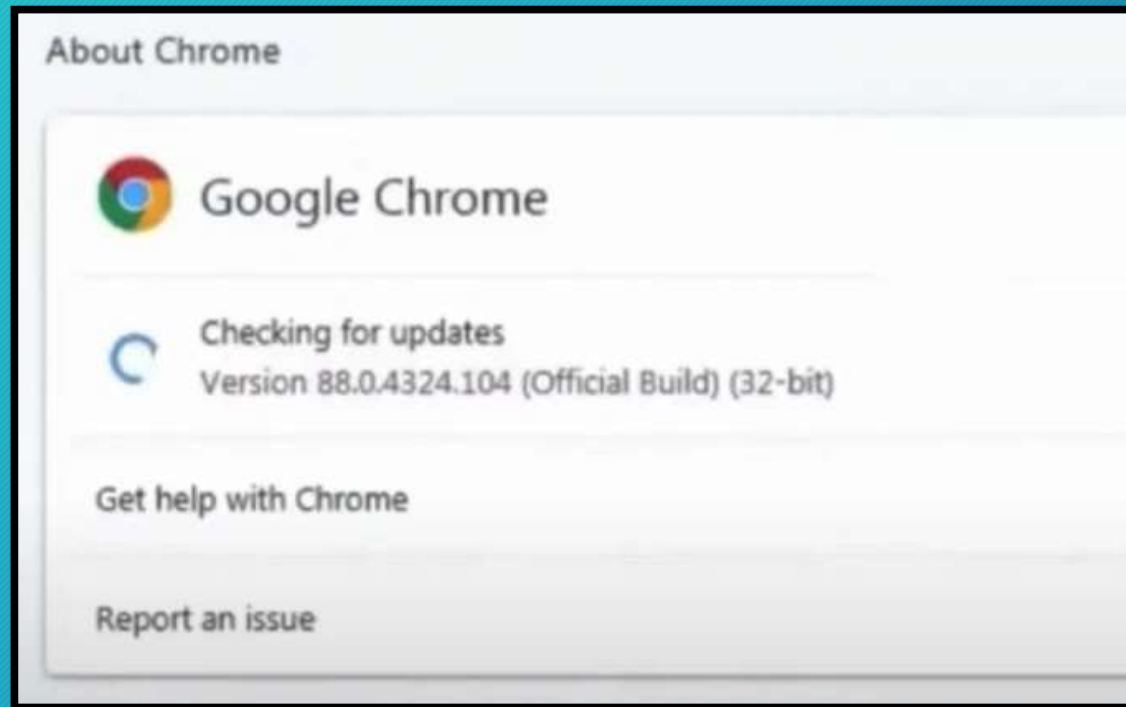 About Chrome
Google Chrome
Checking for updates
Version 88.0.4324.104 (Official Build) (32-bit)
Get help with Chrome
Report an issue